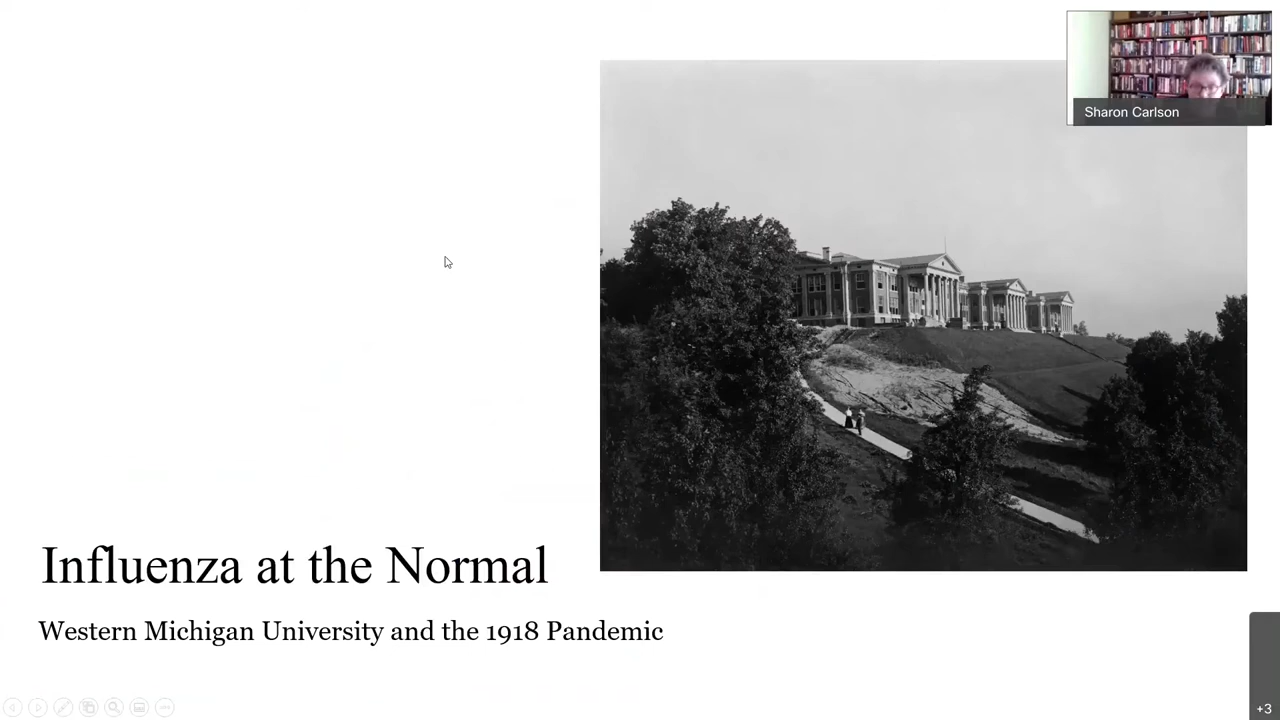 Sharon Carlson
Influenza at the Normal
Western Michigan University and the 1918 Pandemic
+3